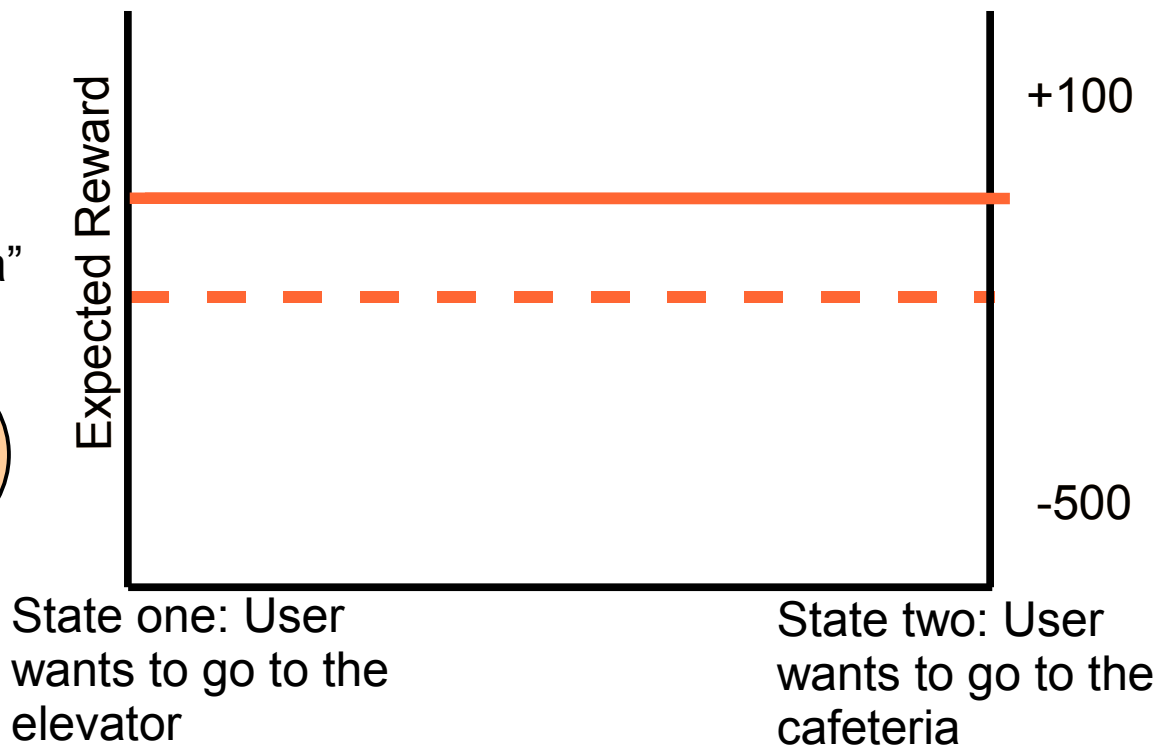 +100
Expected Reward
-500
State one: User
wants to go to the
elevator
State two: User
wants to go to the
cafeteria